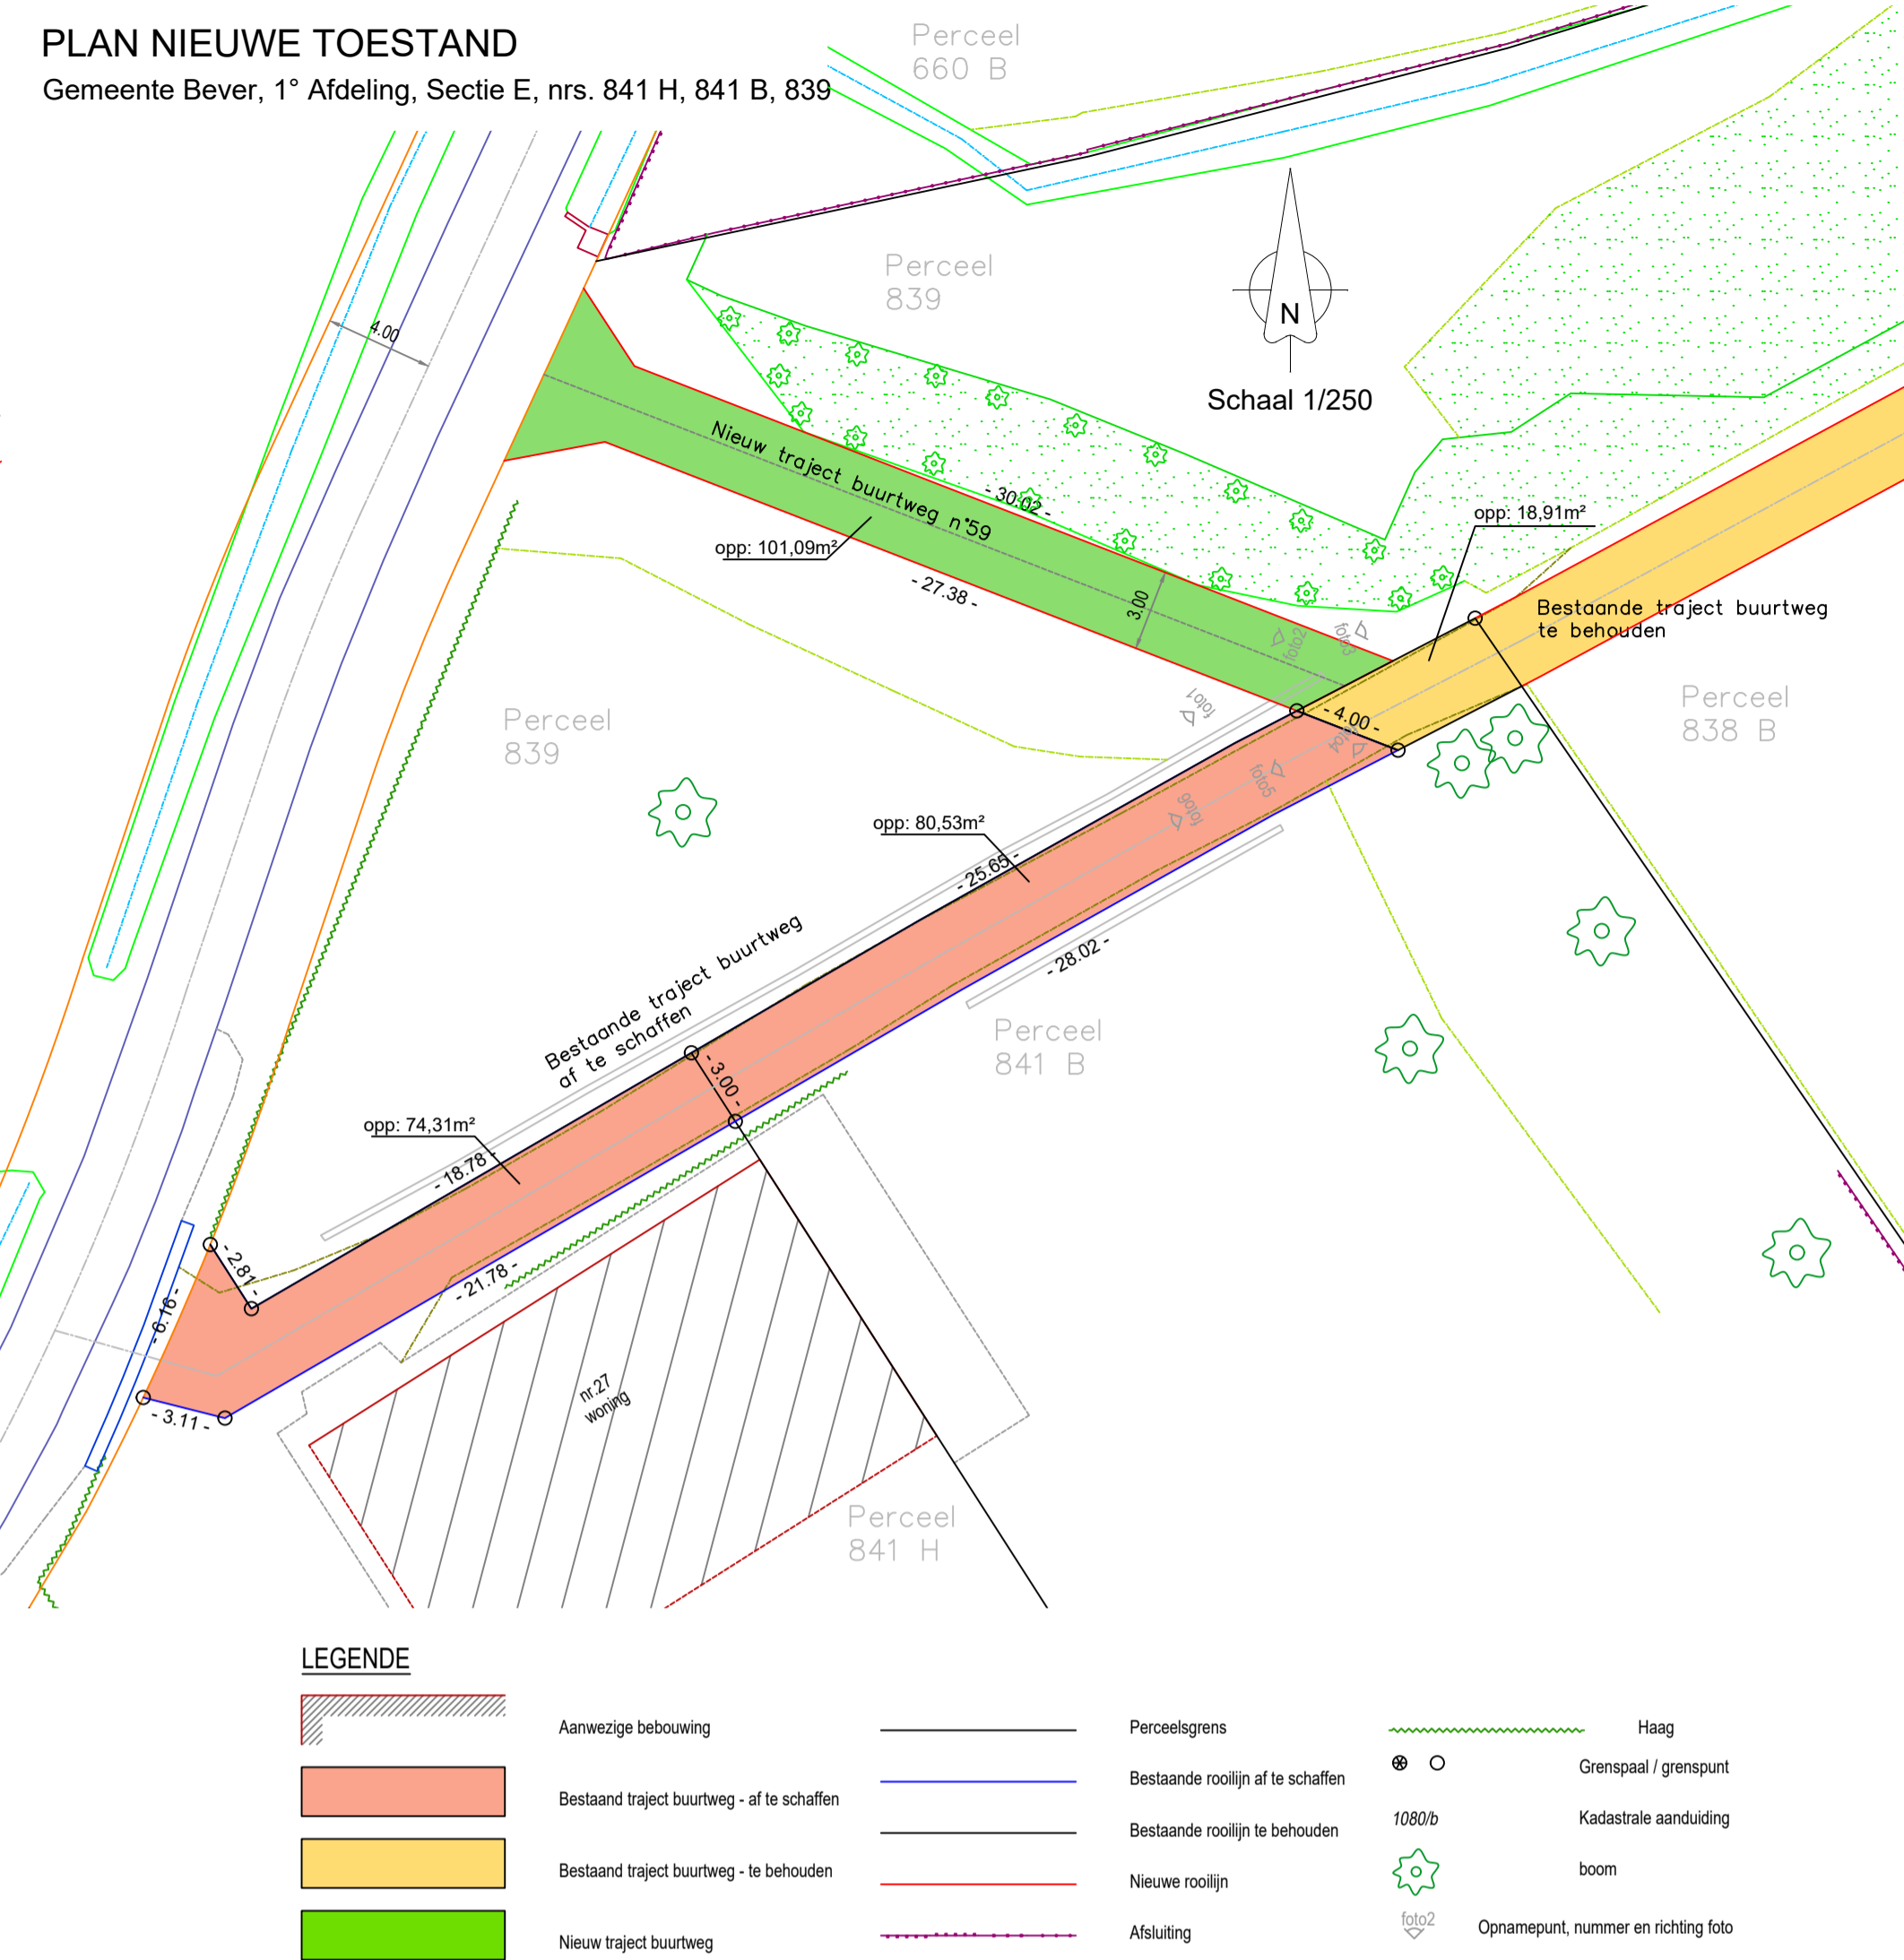 PLAN NIEUWE TOESTAND
Gemeente Bever, 1° Afdeling, Sectie E, nrs. 841 H, 841 B, 839
Perceel
660 B
Perceel
839
N
Schaal 1/250
4.00
Nieuw traject buurtweg n°59
- 30.02 -
opp: 101,09m²
- 27.38 -
3.00
opp: 18,91m²
Bestaande traject buurtweg
te behouden
foto2
foto3
foto1
- 4.00 -
foto4
foto5
foto6
Perceel
838 B
Perceel
839
opp: 80,53m²
- 25.65 -
- 28.02 -
Bestaande traject buurtweg
af te schaffen
- 3.00 -
Perceel
841 B
opp: 74,31m²
- 18.78 -
- 21.78 -
- 2.81 -
- 6.16 -
- 3.11 -
nr.27
woning
Perceel
841 H
LEGENDE
Aanwezige bebouwing
Bestaand traject buurtweg - af te schaffen
Bestaand traject buurtweg - te behouden
Nieuw traject buurtweg
Perceelsgrens
Bestaande rooilijn af te schaffen
Bestaande rooilijn te behouden
Nieuwe rooilijn
Afsluiting
Haag
Grenspaal / grenspunt
1080/b
Kadastrale aanduiding
boom
foto2
Opnamepunt, nummer en richting foto